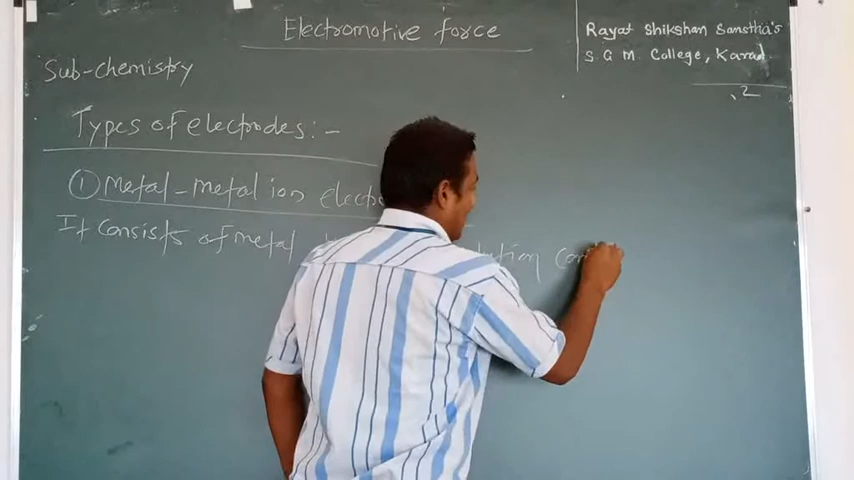 Electromotive force
Rayat Shikshan Sanstha's
S G M College, Karad
2
Sub-Chemistry
Types of electrodes:-
① Metal-metal ion
It consists of metal